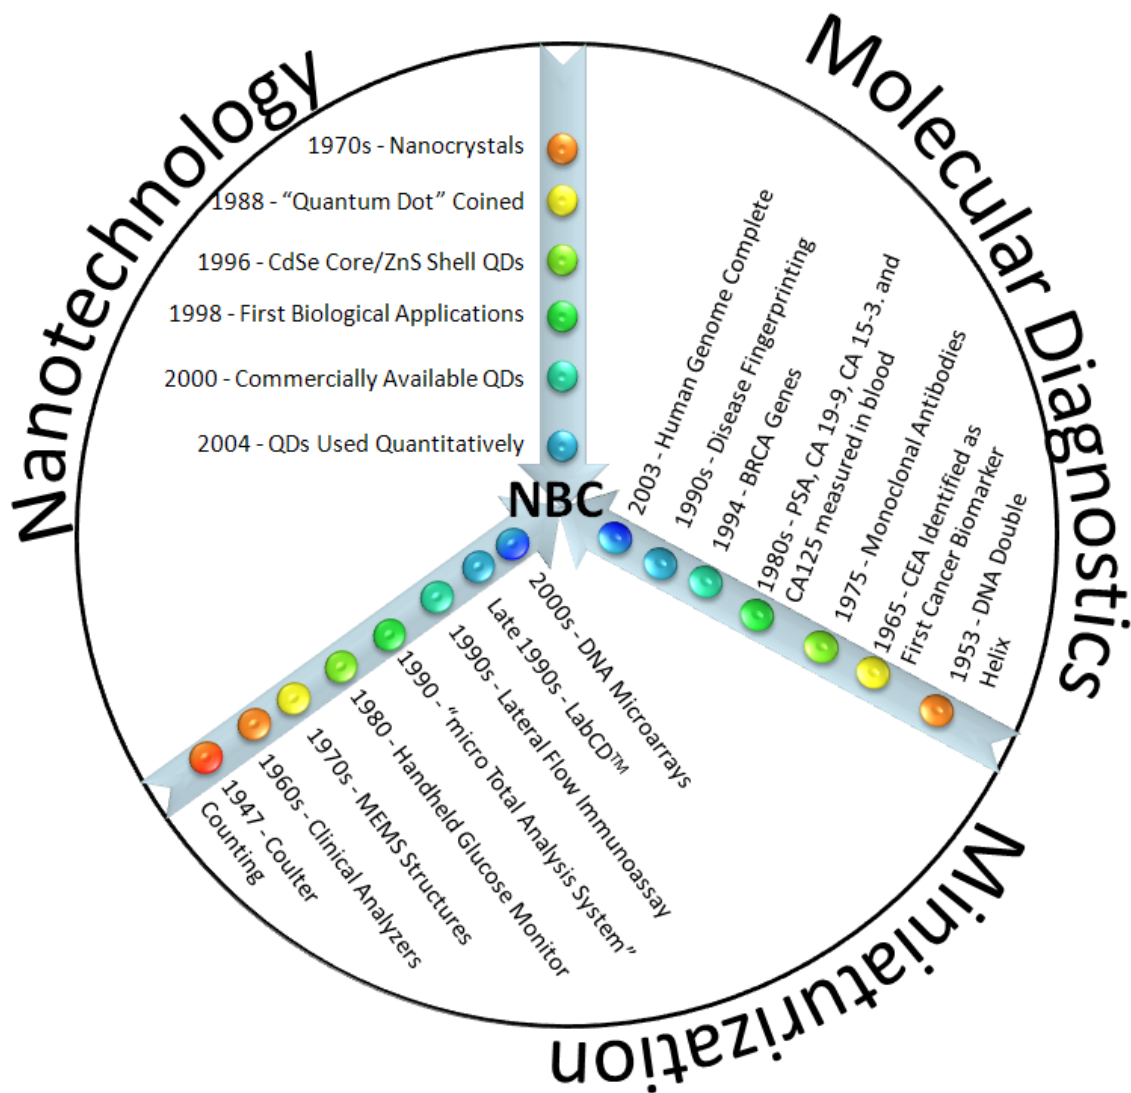 Nanotechnology
1970s - Nanocrystals
1988 - “Quantum Dot” Coined
1996 - CdSe Core/ZnS Shell QDs
1998 - First Biological Applications
2000 - Commercially Available QDs
2004 - QDs Used Quantitatively
NBC
Molecular Diagnostics
2003 - Human Genome Complete
1990s - Disease Fingerprinting
1994 - BRCA Genes
1980s - PSA, CA 19-9, CA 15-3. and
CA125 measured in blood
1975 - Monoclonal Antibodies
1965 - CEA Identified as
First Cancer Biomarker
1953 - DNA Double
Helix
Miniaturization
1947 - Coulter
Counting
1960s - Clinical Analyzers
1970s - MEMS Structures
1980 - Handheld Glucose Monitor
1990 - “micro Total Analysis System”
1990s - Lateral Flow Immunoassay
Late 1990s - LabCD™
2000s - DNA Microarrays